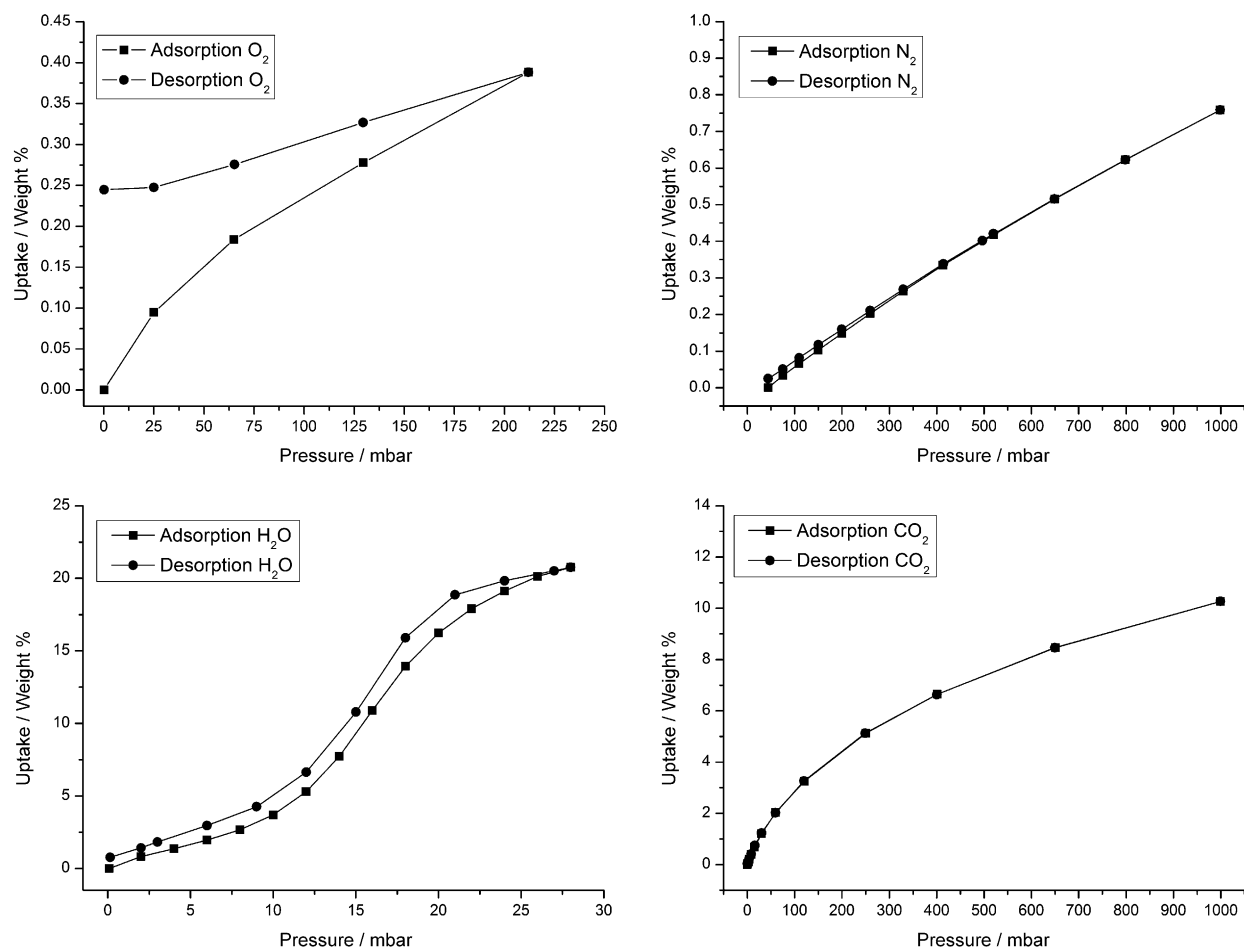 0.45
0.40
0.35
0.30
0.25
0.20
0.15
0.10
0.05
0.00
Uptake / Weight %
Adsorption O₂
Desorption O₂
0 25 50 75 100 125 150 175 200 225 250
Pressure / mbar
1.0
0.9
0.8
0.7
0.6
0.5
0.4
0.3
0.2
0.1
0.0
Uptake / Weight %
Adsorption N₂
Desorption N₂
0 100 200 300 400 500 600 700 800 900 1000
Pressure / mbar
25
20
15
10
5
0
Uptake / Weight %
Adsorption H₂O
Desorption H₂O
0 5 10 15 20 25 30
Pressure / mbar
14
12
10
8
6
4
2
0
Uptake / Weight %
Adsorption CO₂
Desorption CO₂
0 100 200 300 400 500 600 700 800 900 1000
Pressure / mbar